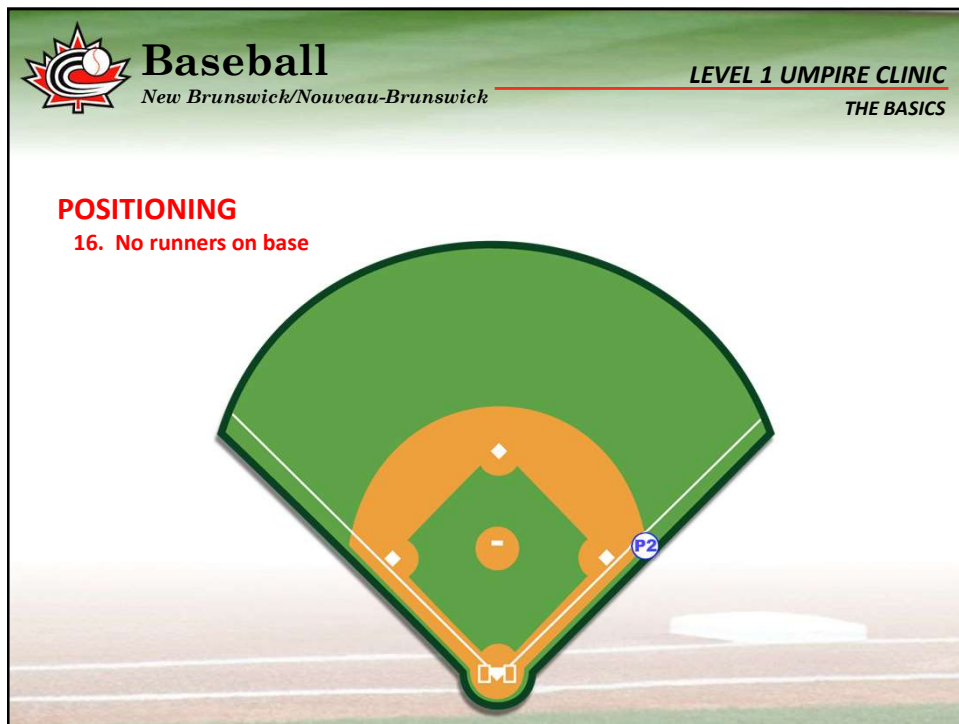 Baseball
New Brunswick/Nouveau-Brunswick
LEVEL 1 UMPIRE CLINIC
THE BASICS
POSITIONING
16. No runners on base
P2